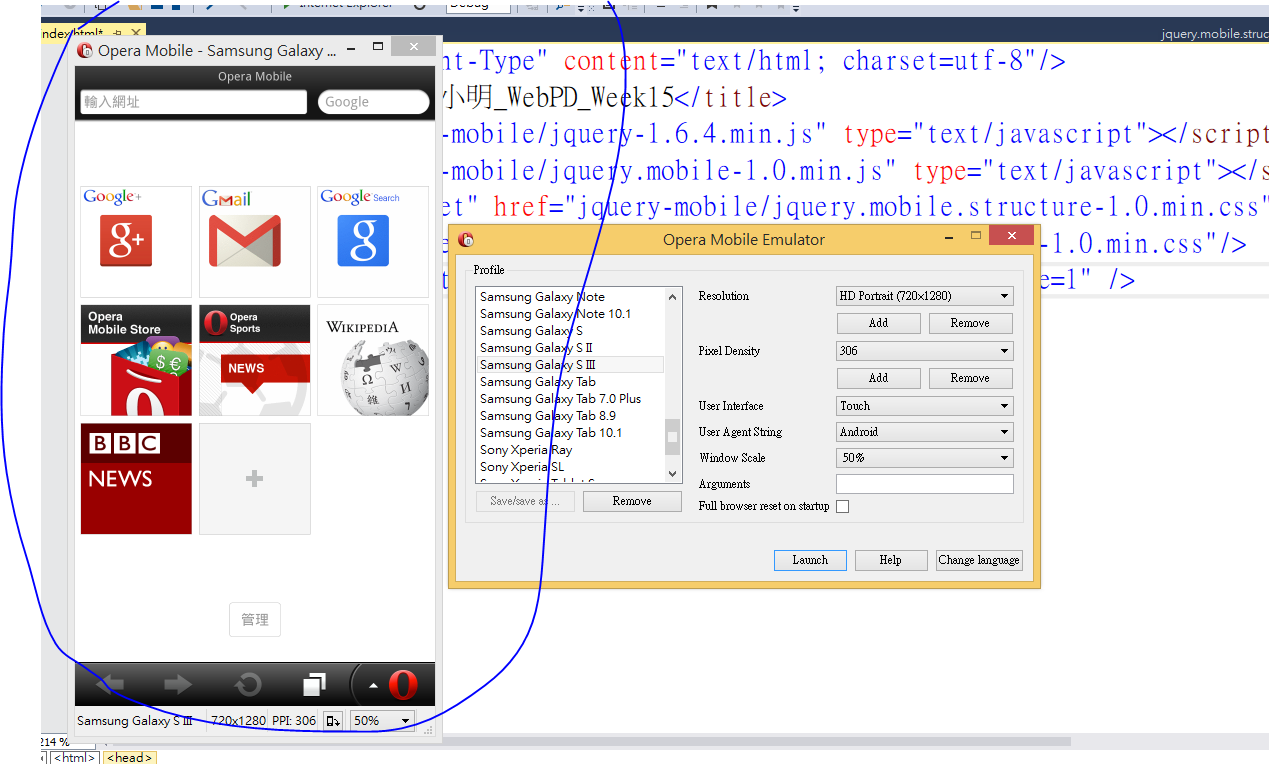 Internet Explorer
Debug
ndex.html*
jquery.mobile.struc
Opera Mobile - Samsung Galaxy ...
Opera Mobile
輸入網址
Google
Google+
g+
Gmail
Google Search
g
Opera
Mobile Store
Opera
Sports
NEWS
WIKIPEDIA
BBC
NEWS
管理
Samsung Galaxy S III
720x1280
PPI: 306
50%
nt-Type" content="text/html; charset=utf-8"/>
小明_WebPD_Week15</title>
-mobile/jquery-1.6.4.min.js" type="text/javascript"></script
-mobile/jquery.mobile-1.0.min.js" type="text/javascript"></s
et" href="jquery-mobile/jquery.mobile.structure-1.0.min.css"
-1.0.min.css"/>
e=1" />
Opera Mobile Emulator
Profile
Samsung Galaxy Note
Samsung Galaxy Note 10.1
Samsung Galaxy S
Samsung Galaxy S II
Samsung Galaxy S III
Samsung Galaxy Tab
Samsung Galaxy Tab 7.0 Plus
Samsung Galaxy Tab 8.9
Samsung Galaxy Tab 10.1
Sony Xperia Ray
Sony Xperia SL
Save/save as ...
Remove
Resolution
HD Portrait (720x1280)
Add
Remove
Pixel Density
306
Add
Remove
User Interface
Touch
User Agent String
Android
Window Scale
50%
Arguments
Full browser reset on startup
Launch
Help
Change language
214 %
<html>
<head>